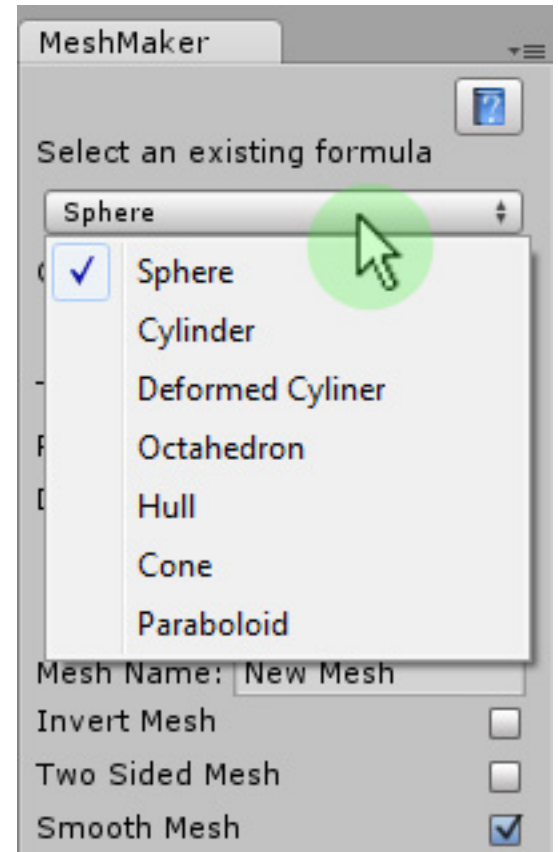 MeshMaker
Select an existing formula
Sphere
Sphere
Cylinder
Deformed Cyliner
Octahedron
Hull
Cone
Paraboloid
Mesh Name: New Mesh
Invert Mesh
Two Sided Mesh
Smooth Mesh